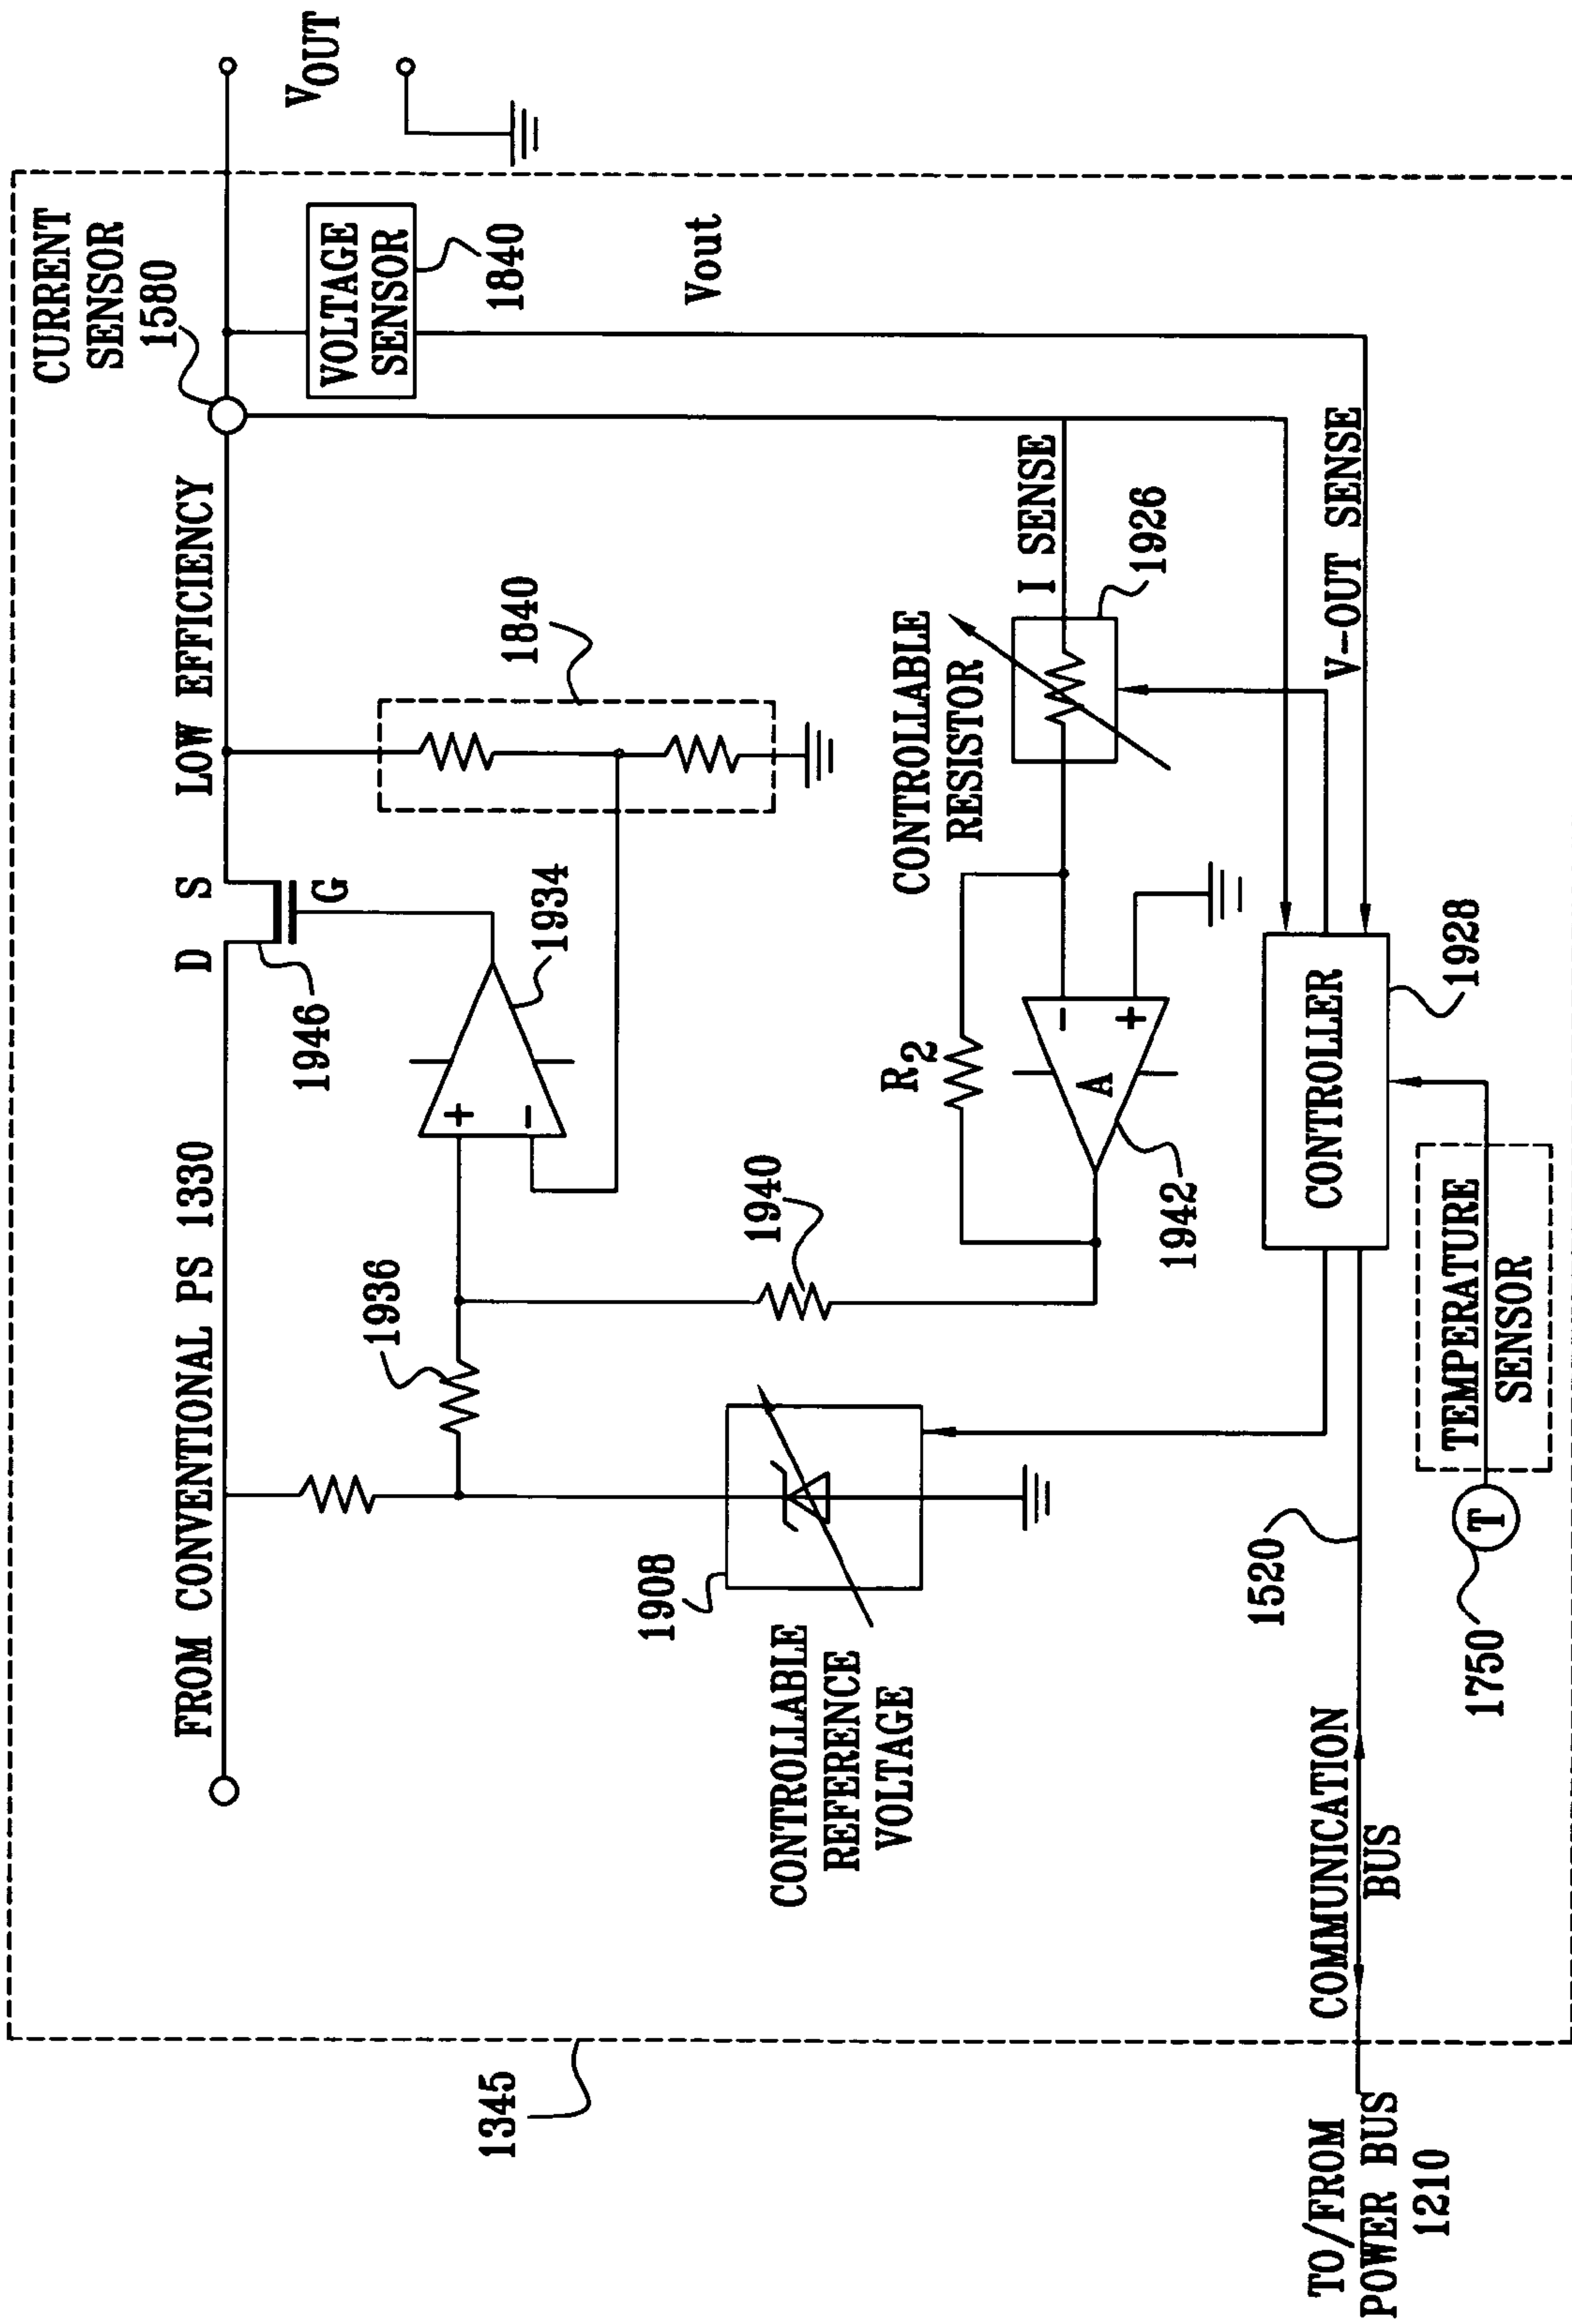 CURRENT
SENSOR
1580
FROM CONVENTIONAL PS 1330
D
S
LOW EFFICIENCY
G
1946
VOUT
VOLTAGE
SENSOR
1840
1936
+
-
1934
1840
Vout
1345
1908
CONTROLLABLE
REFERENCE
VOLTAGE
1940
R2
A
-
+
1942
CONTROLLABLE
RESISTOR
I SENSE
1926
TO/FROM
POWER BUS
1210
COMMUNICATION
BUS
1520
CONTROLLER
1928
V-OUT SENSE
1750
T
TEMPERATURE
SENSOR